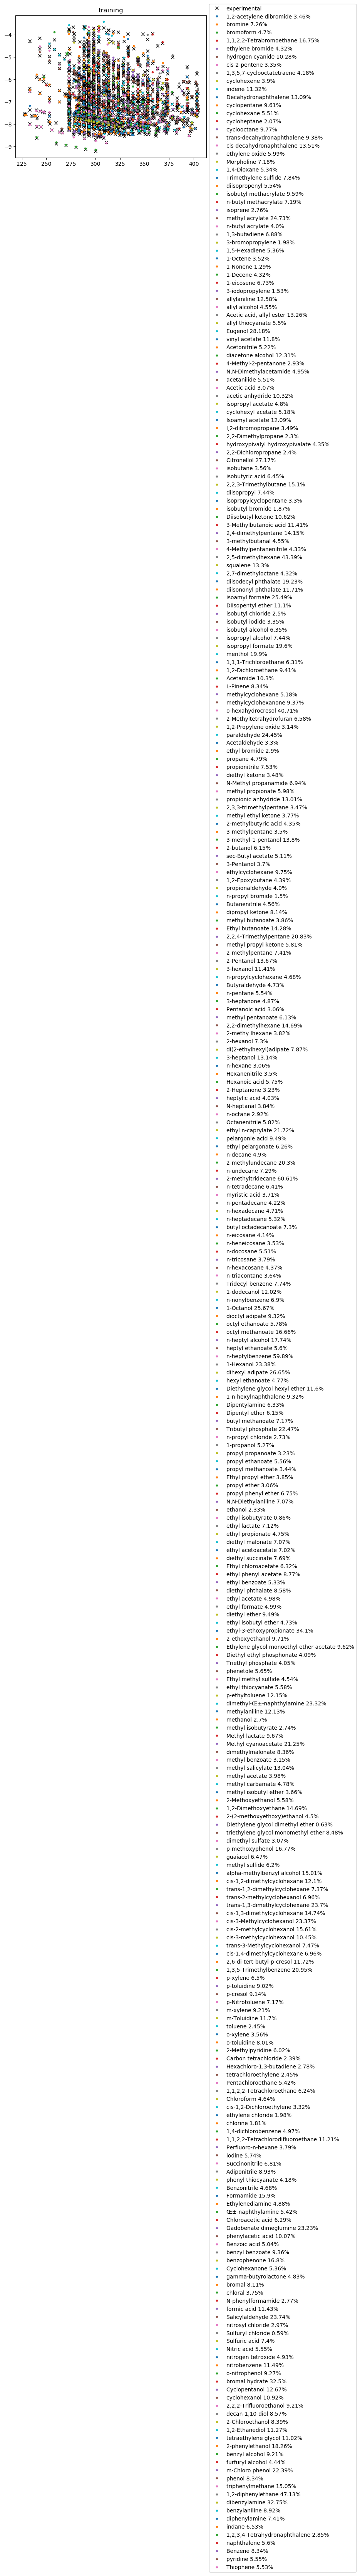 training
−4
−5
−6
−7
−8
−9
225
250
275
300
325
350
375
400
experimental
1,2-acetylene dibromide 3.46%
bromine 7.26%
bromoform 4.7%
1,1,2,2-Tetrabromoethane 16.75%
ethylene bromide 4.32%
hydrogen cyanide 10.28%
cis-2-pentene 3.35%
1,3,5,7-cyclooctatetraene 4.18%
cyclohexene 3.9%
indene 11.32%
Decahydronaphthalene 13.09%
cyclopentane 9.61%
cyclohexane 5.51%
cycloheptane 2.07%
cyclooctane 9.77%
trans-decahydronaphthalene 9.38%
cis-decahydronaphthalene 13.51%
ethylene oxide 5.99%
Morpholine 7.18%
1,4-Dioxane 5.34%
Trimethylene sulfide 7.84%
diisopropenyl 5.54%
isobutyl methacrylate 9.59%
n-butyl methacrylate 7.19%
isoprene 2.76%
methyl acrylate 24.73%
n-butyl acrylate 4.0%
1,3-butadiene 6.88%
3-bromopropylene 1.98%
1,5-Hexadiene 5.36%
1-Octene 3.52%
1-Nonene 1.29%
1-Decene 4.32%
1-eicosene 6.73%
3-iodopropylene 1.53%
allylaniline 12.58%
allyl alcohol 4.55%
Acetic acid, allyl ester 13.26%
allyl thiocyanate 5.5%
Eugenol 28.18%
vinyl acetate 11.8%
Acetonitrile 5.22%
diacetone alcohol 12.31%
4-Methyl-2-pentanone 2.93%
N,N-Dimethylacetamide 4.95%
acetanilide 5.51%
Acetic acid 3.07%
acetic anhydride 10.32%
isopropyl acetate 4.8%
cyclohexyl acetate 5.18%
Isoamyl acetate 12.09%
l,2-dibromopropane 3.49%
2,2-Dimethylpropane 2.3%
hydroxypivalyl hydroxypivalate 4.35%
2,2-Dichloropropane 2.4%
Citronellol 27.17%
isobutane 3.56%
isobutyric acid 6.45%
2,2,3-Trimethylbutane 15.1%
diisopropyl 7.44%
isopropylcyclopentane 3.3%
isobutyl bromide 1.87%
Diisobutyl ketone 10.62%
3-Methylbutanoic acid 11.41%
2,4-dimethylpentane 14.15%
3-methylbutanal 4.55%
4-Methylpentanenitrile 4.33%
2,5-dimethylhexane 43.39%
squalene 13.3%
2,7-dimethyloctane 4.32%
diisodecyl phthalate 19.23%
diisononyl phthalate 11.71%
isoamyl formate 25.49%
Diisopentyl ether 11.1%
isobutyl chloride 2.5%
isobutyl iodide 3.35%
isobutyl alcohol 6.35%
isopropyl alcohol 7.44%
isopropyl formate 19.6%
menthol 19.9%
1,1,1-Trichloroethane 6.31%
1,2-Dichloroethane 9.41%
Acetamide 10.3%
L-Pinene 8.34%
methylcyclohexane 5.18%
methylcyclohexanone 9.37%
o-hexahydrocresol 40.71%
2-Methyltetrahydrofuran 6.58%
1,2-Propylene oxide 3.14%
paraldehyde 24.45%
Acetaldehyde 3.3%
ethyl bromide 2.9%
propane 4.79%
propionitrile 7.53%
diethyl ketone 3.48%
N-Methyl propanamide 6.94%
methyl propionate 5.98%
propionic anhydride 13.01%
2,3,3-trimethylpentane 3.47%
methyl ethyl ketone 3.77%
2-methylbutyric acid 4.35%
3-methylpentane 3.5%
3-methyl-1-pentanol 13.8%
2-butanol 6.15%
sec-Butyl acetate 5.11%
3-Pentanol 3.7%
ethylcyclohexane 9.75%
1,2-Epoxybutane 4.39%
propionaldehyde 4.0%
n-propyl bromide 1.5%
Butanenitrile 4.56%
dipropyl ketone 8.14%
methyl butanoate 3.86%
Ethyl butanoate 14.28%
2,2,4-Trimethylpentane 20.83%
methyl propyl ketone 5.81%
2-methylpentane 7.41%
2-Pentanol 13.67%
3-hexanol 11.41%
n-propylcyclohexane 4.68%
Butyraldehyde 4.73%
n-pentane 5.54%
3-heptanone 4.87%
Pentanoic acid 3.06%
methyl pentanoate 6.13%
2,2-dimethylhexane 14.69%
2-methy lhexane 3.82%
2-hexanol 7.3%
di(2-ethylhexyl)adipate 7.87%
3-heptanol 13.14%
n-hexane 3.06%
Hexanenitrile 3.5%
Hexanoic acid 5.75%
2-Heptanone 3.23%
heptylic acid 4.03%
N-heptanal 3.84%
n-octane 2.92%
Octanenitrile 5.82%
ethyl n-caprylate 21.72%
pelargonie acid 9.49%
ethyl pelargonate 6.26%
n-decane 4.9%
2-methylundecane 20.3%
n-undecane 7.29%
2-methyltridecane 60.61%
n-tetradecane 6.41%
myristic acid 3.71%
n-pentadecane 4.22%
n-hexadecane 4.71%
n-heptadecane 5.32%
butyl octadecanoate 7.3%
n-eicosane 4.14%
n-heneicosane 3.53%
n-docosane 5.51%
n-tricosane 3.79%
n-hexacosane 4.37%
n-triacontane 3.64%
Tridecyl benzene 7.74%
1-dodecanol 12.02%
n-nonylbenzene 6.9%
1-Octanol 25.67%
dioctyl adipate 9.32%
octyl ethanoate 5.78%
octyl methanoate 16.66%
n-heptyl alcohol 17.74%
heptyl ethanoate 5.6%
n-heptylbenzene 59.89%
1-Hexanol 23.38%
dihexyl adipate 26.65%
hexyl ethanoate 4.77%
Diethylene glycol hexyl ether 11.6%
1-n-hexylnaphthalene 9.32%
Dipentylamine 6.33%
Dipentyl ether 6.15%
butyl methanoate 7.17%
Tributyl phosphate 22.47%
n-propyl chloride 2.73%
1-propanol 5.27%
propyl propanoate 3.23%
propyl ethanoate 5.56%
propyl methanoate 3.44%
Ethyl propyl ether 3.85%
propyl ether 3.06%
propyl phenyl ether 6.75%
N,N-Diethylaniline 7.07%
ethanol 2.33%
ethyl isobutyrate 0.86%
ethyl lactate 7.12%
Ethyl propionate 4.75%
diethyl malonate 7.07%
ethyl acetoacetate 7.02%
diethyl succinate 7.69%
Ethyl chloroacetate 6.32%
ethyl phenyl acetate 8.77%
ethyl benzoate 5.33%
diethyl phthalate 8.58%
ethyl acetate 4.98%
ethyl formate 4.99%
diethyl ether 9.49%
ethyl isobutyl ether 4.73%
ethyl-3-ethoxypropionate 34.1%
2-ethoxyethanol 9.71%
Ethylene glycol monoethyl ether acetate 9.62%
Diethyl ethyl phosphonate 4.09%
Triethyl phosphate 4.05%
phenetole 5.65%
Ethyl methyl sulfide 4.54%
ethyl thiocyanate 5.58%
p-ethyltoluene 12.15%
dimethyl-Œ±-naphthylamine 23.32%
methylaniline 12.13%
methanol 2.7%
methyl isobutyrate 2.74%
Methyl lactate 9.67%
Methyl cyanoacetate 21.25%
dimethylmalonate 8.36%
methyl benzoate 3.15%
methyl salicylate 13.04%
methyl acetate 3.98%
methyl carbamate 4.78%
methyl isobutyl ether 3.66%
2-Methoxyethanol 5.58%
1,2-Dimethoxyethane 14.69%
2-(2-methoxyethoxy)ethanol 4.5%
Diethylene glycol dimethyl ether 0.63%
triethylene glycol monomethyl ether 8.48%
dimethyl sulfate 3.07%
p-methoxyphenol 16.77%
guaiacol 6.47%
methyl sulfide 6.2%
alpha-methylbenzyl alcohol 15.01%
cis-1,2-dimethylcyclohexane 12.1%
trans-1,2-dimethylcyclohexane 7.37%
trans-2-methylcyclohexanol 6.96%
trans-1,3-dimethylcyclohexane 23.7%
cis-1,3-dimethylcyclohexane 14.74%
cis-3-Methylcyclohexanol 23.37%
cis-2-methylcyclohexanol 15.61%
cis-3-methylcyclohexanol 10.45%
trans-3-Methylcyclohexanol 7.47%
cis-1,4-dimethylcyclohexane 6.96%
2,6-di-tert-butyl-p-cresol 11.72%
1,3,5-Trimethylbenzene 20.95%
p-xylene 6.5%
p-toluidine 9.02%
p-cresol 9.14%
p-Nitrotoluene 7.17%
m-xylene 9.21%
m-Toluidine 11.7%
toluene 2.45%
o-xylene 3.56%
o-toluidine 8.01%
2-Methylpyridine 6.02%
Carbon tetrachloride 2.39%
Hexachloro-1,3-butadiene 2.78%
tetrachloroethylene 2.45%
Pentachloroethane 5.42%
1,1,2,2-Tetrachloroethane 6.24%
Chloroform 4.64%
cis-1,2-Dichloroethylene 3.32%
ethylene chloride 1.98%
chlorine 1.81%
1,4-dichlorobenzene 4.97%
1,1,2,2-Tetrachlorodifluoroethane 11.21%
Perfluoro-n-hexane 3.79%
iodine 5.74%
Succinonitrile 6.81%
Adiponitrile 8.93%
phenyl thiocyanate 4.18%
Benzonitrile 4.68%
Formamide 15.9%
Ethylenediamine 4.88%
Œ±-naphthylamine 5.42%
Chloroacetic acid 6.29%
Gadobenate dimeglumine 23.23%
phenylacetic acid 10.07%
Benzoic acid 5.04%
benzyl benzoate 9.36%
benzophenone 16.8%
Cyclohexanone 5.36%
gamma-butyrolactone 4.83%
bromal 8.11%
chloral 3.75%
N-phenylformamide 2.77%
formic acid 11.43%
Salicylaldehyde 23.74%
nitrosyl chloride 2.97%
Sulfuryl chloride 0.59%
Sulfuric acid 7.4%
Nitric acid 5.55%
nitrogen tetroxide 4.93%
nitrobenzene 11.49%
o-nitrophenol 9.27%
bromal hydrate 32.5%
Cyclopentanol 12.67%
cyclohexanol 10.92%
2,2,2-Trifluoroethanol 9.21%
decan-1,10-diol 8.57%
2-Chloroethanol 8.39%
1,2-Ethanediol 11.27%
tetraethylene glycol 11.02%
2-phenylethanol 18.26%
benzyl alcohol 9.21%
furfuryl alcohol 4.44%
m-Chloro phenol 22.39%
phenol 8.34%
triphenylmethane 15.05%
1,2-diphenylethane 47.13%
dibenzylamine 32.75%
benzylaniline 8.92%
diphenylamine 7.41%
indane 6.53%
1,2,3,4-Tetrahydronaphthalene 2.85%
naphthalene 5.6%
Benzene 8.34%
pyridine 5.55%
Thiophene 5.53%